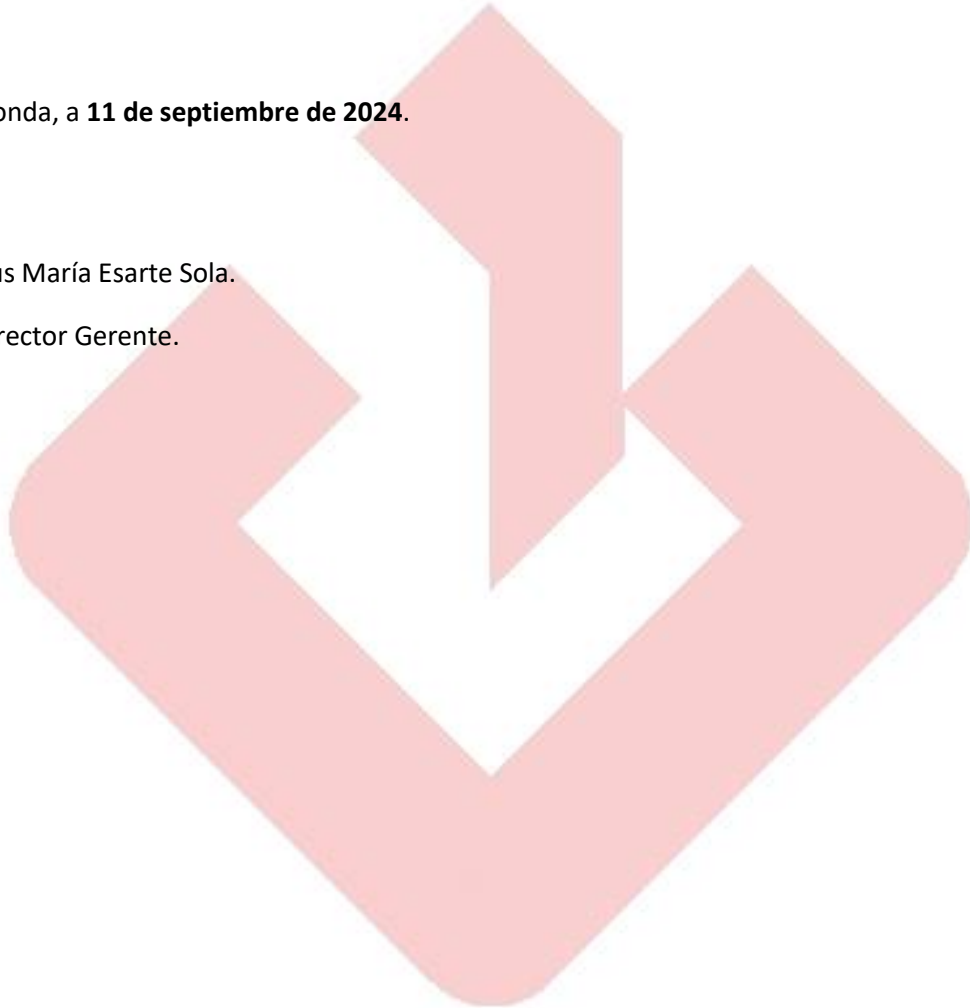 onda, a 11 de septiembre de 2024.
us María Esarte Sola.
rector Gerente.